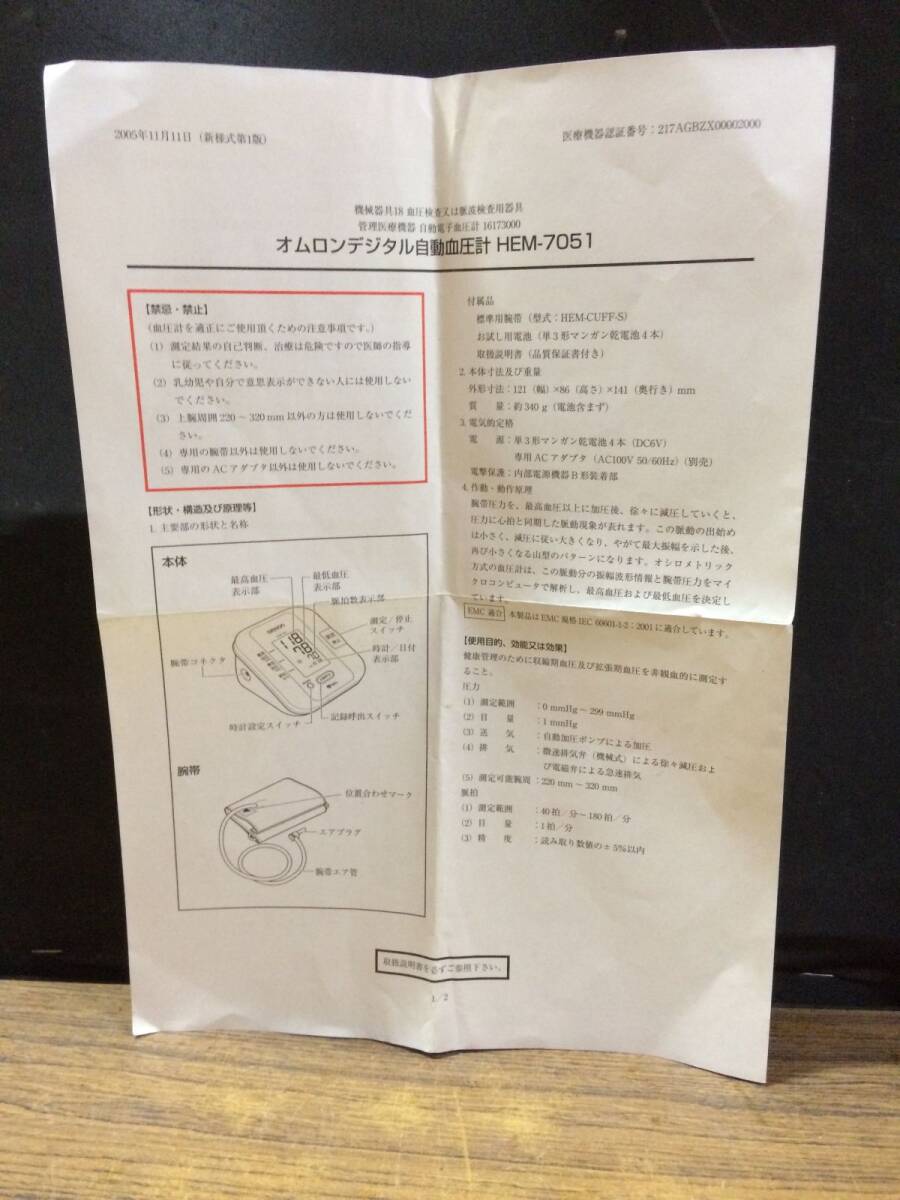 2005年11月11日（新様式第1版）
医療機器認証番号：217AGBZX00002000
機械器具18 血圧検査又は脈波検査用器具
管理医療機器 自動電子血圧計 16173000
オムロンデジタル自動血圧計 HEM-7051
【禁忌・禁止】
（血圧計を適正にご使用頂くための注意事項です。）
（1）測定結果の自己判断、治療は危険ですので医師の指導
に従ってください。
（2）乳幼児や自分で意思表示ができない人には使用しない
でください。
（3）上腕周囲220～320mm以外の方は使用しないでくだ
さい。
（4）専用の腕帯以外は使用しないでください。
（5）専用のACアダプタ以外は使用しないでください。
【形状・構造及び原理等】
1. 主要部の形状と名称
本体
最高血圧
表示部
最低血圧
表示部
脈拍数表示部
測定／停止
スイッチ
時計／日付
表示部
腕帯コネクタ
時計設定スイッチ
記録呼出スイッチ
OMRON
腕帯
位置合わせマーク
エアプラグ
腕帯エア管
付属品
標準用腕帯（型式：HEM-CUFF-S）
お試し用電池（単3形マンガン乾電池4本）
取扱説明書（品質保証書付き）
2. 本体寸法及び重量
外形寸法：121（幅）×86（高さ）×141（奥行き）mm
質　量：約340g（電池含まず）
3. 電気的定格
電　源：単3形マンガン乾電池4本（DC6V）
専用ACアダプタ（AC100V 50/60Hz）（別売）
電撃保護：内部電源機器B形装着部
4. 作動・動作原理
腕帯圧力を、最高血圧以上に加圧後、徐々に減圧していくと、
圧力に心拍と同期した脈動現象が表れます。この脈動の出始め
は小さく、減圧に従い大きくなり、やがて最大振幅を示した後、
再び小さくなる山型のパターンになります。オシロメトリック
方式の血圧計は、この脈動分の振幅波形情報と腕帯圧力をマイ
クロコンピュータで解析し、最高血圧および最低血圧を決定し
ています。
EMC適合 本製品はEMC規格IEC 60601-1-2：2001に適合しています。
【使用目的、効能又は効果】
健康管理のために収縮期血圧及び拡張期血圧を非観血的に測定す
ること。
圧力
（1）測定範囲　：0 mmHg～299 mmHg
（2）目　量　：1 mmHg
（3）送　気　：自動加圧ポンプによる加圧
（4）排　気　：微速排気弁（機械式）による徐々減圧およ
び電磁弁による急速排気
（5）測定可能腕周：220 mm～320 mm
脈拍
（1）測定範囲　：40拍／分～180拍／分
（2）目　量　：1拍／分
（3）精　度　：読み取り数値の±5%以内
取扱説明書を必ずご参照下さい。
1／2